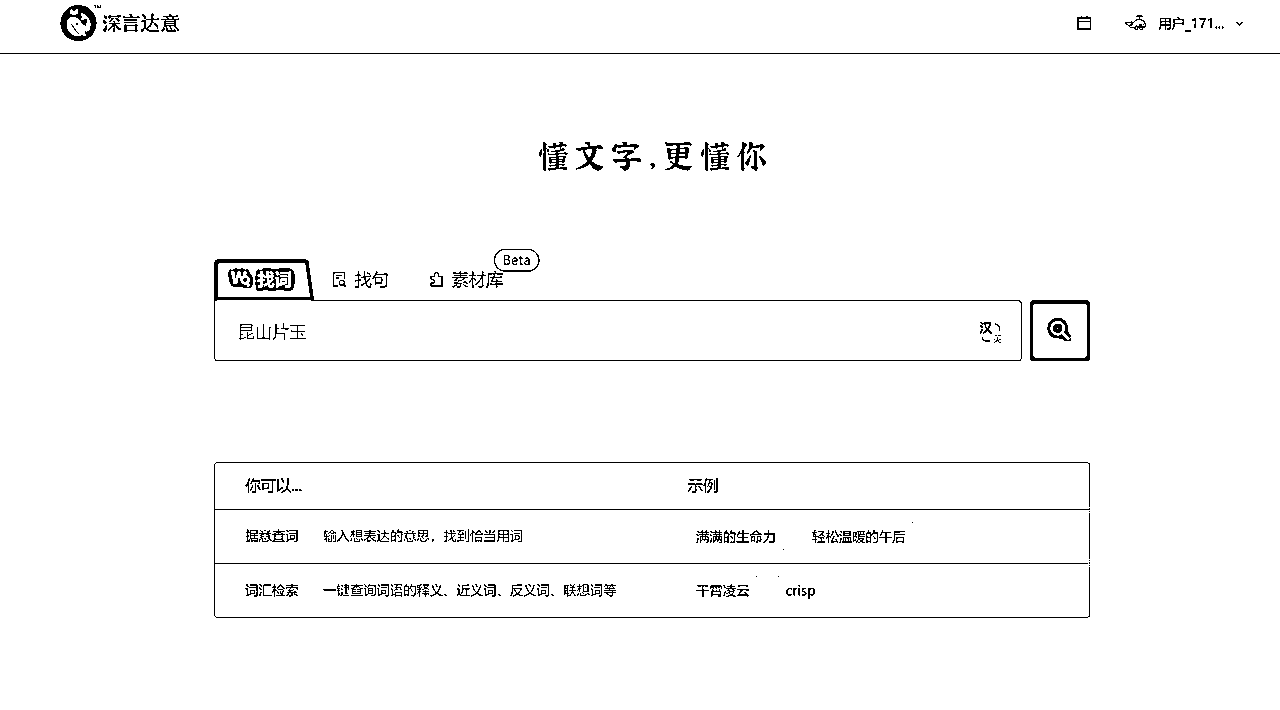 深言达意
用户_171...
懂文字,更懂你
找词 找句 素材库 Beta
昆山片玉
汉 英
你可以... 示例
据意查词 输入想表达的意思，找到恰当用词 满满的生命力 轻松温暖的午后
词汇检索 一键查询词语的释义、近义词、反义词、联想词等 干霄凌云 crisp